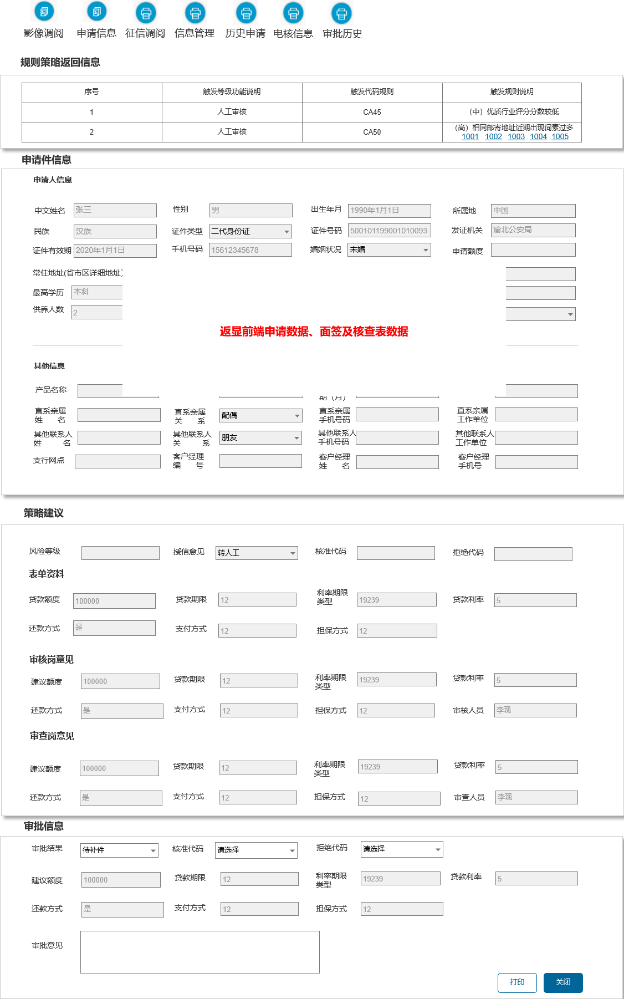 影像调阅 申请信息 征信调阅 信息管理 历史申请 电核信息 审批历史
规则策略返回信息
序号 触发等级功能说明 触发代码规则 触发规则说明
1 人工审核 CA45 （中）优质行业评分分数较低
2 人工审核 CA50 （高）相同邮寄地址近期出现词素过多
1001 1002 1003 1004 1005
申请件信息
申请人信息
中文姓名 张三 性别 男 出生年月 1990年1月1日 所属地 中国
民族 汉族 证件类型 二代身份证 证件号码 500101199001010093 发证机关 渝北公安局
证件有效期 2020年1月1日 手机号码 15612345678 婚姻状况 未婚 申请额度
常住地址(省市区详细地址)
最高学历 本科
供养人数 2
返显前端申请数据、面签及核查表数据
其他信息
产品名称
期（月）
直系亲属姓 名 直系亲属关 系 配偶 直系亲属手机号码 直系亲属工作单位
其他联系人姓 名 其他联系人关 系 朋友 其他联系人手机号码 其他联系人工作单位
支行网点 客户经理编 号 客户经理姓 名 客户经理手机号
策略建议
风险等级 授信意见 转人工 核准代码 拒绝代码
表单资料
贷款额度 100000 贷款期限 12 利率期限类型 19239 贷款利率 5
还款方式 是 支付方式 12 担保方式 12
审核岗意见
建议额度 100000 贷款期限 12 利率期限类型 19239 贷款利率 5
还款方式 是 支付方式 12 担保方式 12 审核人员 李现
审查岗意见
建议额度 100000 贷款期限 12 利率期限类型 19239 贷款利率 5
还款方式 是 支付方式 12 担保方式 12 审查人员 李现
审批信息
审批结果 待补件 核准代码 请选择 拒绝代码 请选择
建议额度 100000 贷款期限 12 利率期限类型 19239 贷款利率 5
还款方式 是 支付方式 12 担保方式 12
审批意见
打印 关闭